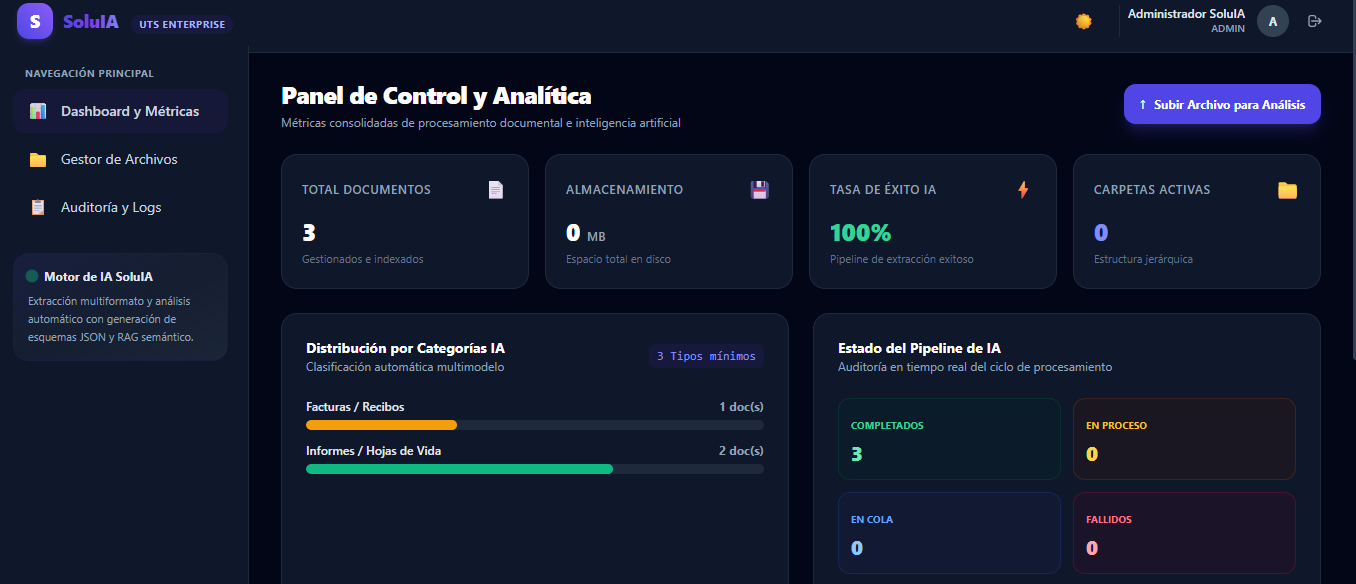 S SoluIA UTS ENTERPRISE
Administrador SoluIA
ADMIN
A
NAVEGACIÓN PRINCIPAL
Dashboard y Métricas
Gestor de Archivos
Auditoría y Logs
Motor de IA SoluIA
Extracción multiformato y análisis
automático con generación de
esquemas JSON y RAG semántico.
Panel de Control y Analítica
Métricas consolidadas de procesamiento documental e inteligencia artificial
↑ Subir Archivo para Análisis
TOTAL DOCUMENTOS
3
Gestionados e indexados
ALMACENAMIENTO
0 MB
Espacio total en disco
TASA DE ÉXITO IA
100%
Pipeline de extracción exitoso
CARPETAS ACTIVAS
0
Estructura jerárquica
Distribución por Categorías IA
Clasificación automática multimodelo
3 Tipos mínimos
Facturas / Recibos 1 doc(s)
Informes / Hojas de Vida 2 doc(s)
Estado del Pipeline de IA
Auditoría en tiempo real del ciclo de procesamiento
COMPLETADOS
3
EN PROCESO
0
EN COLA
0
FALLIDOS
0